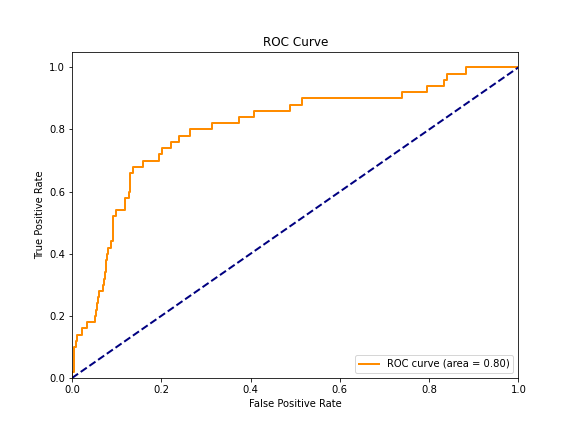 ROC Curve
1.0
0.8
0.6
0.4
0.2
0.0
True Positive Rate
0.0 0.2 0.4 0.6 0.8 1.0
False Positive Rate
ROC curve (area = 0.80)